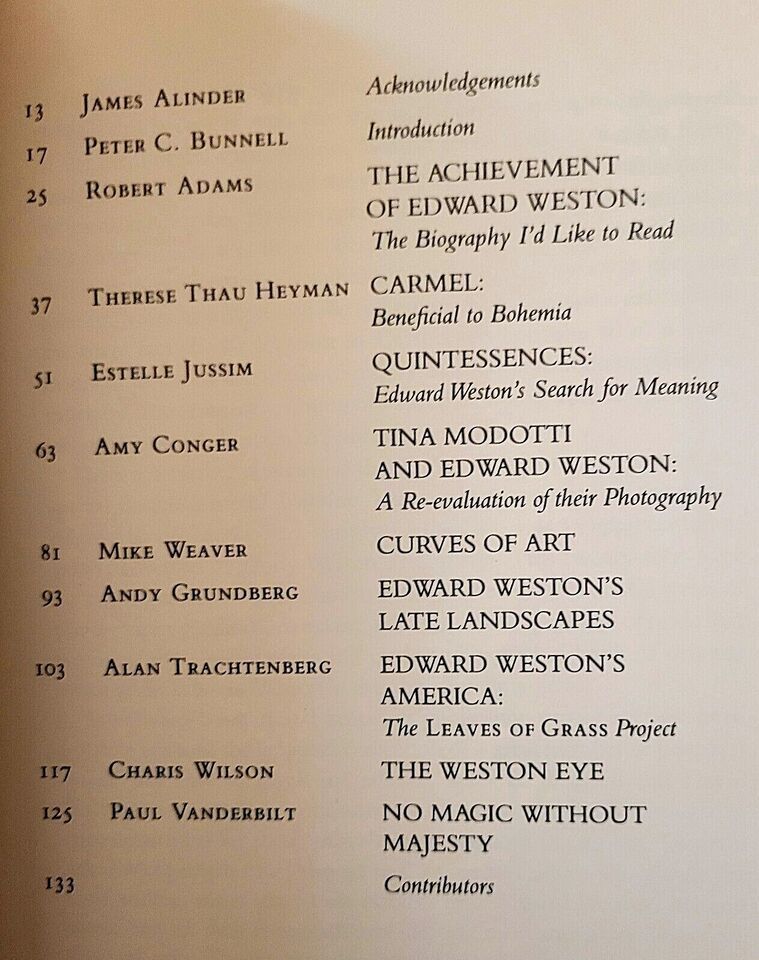 13 JAMES ALINDER Acknowledgements
17 PETER C. BUNNELL Introduction
25 ROBERT ADAMS THE ACHIEVEMENT
OF EDWARD WESTON:
The Biography I'd Like to Read
37 THERESE THAU HEYMAN CARMEL:
Beneficial to Bohemia
51 ESTELLE JUSSIM QUINTESSENCES:
Edward Weston's Search for Meaning
63 AMY CONGER TINA MODOTTI
AND EDWARD WESTON:
A Re-evaluation of their Photography
81 MIKE WEAVER CURVES OF ART
93 ANDY GRUNDBERG EDWARD WESTON'S
LATE LANDSCAPES
103 ALAN TRACHTENBERG EDWARD WESTON'S
AMERICA:
The LEAVES OF GRASS Project
117 CHARIS WILSON THE WESTON EYE
125 PAUL VANDERBILT NO MAGIC WITHOUT
MAJESTY
133 Contributors